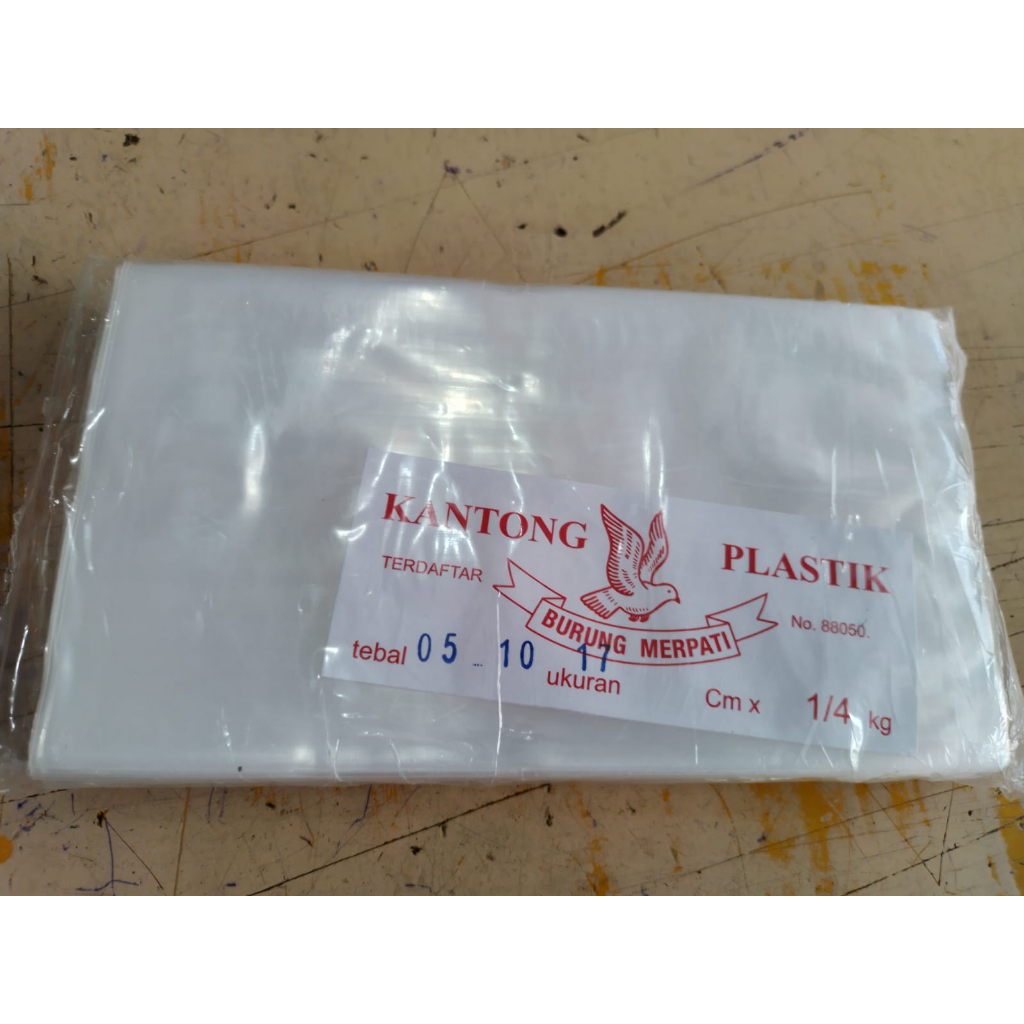 KANTONG PLASTIK
TERDAFTAR
BURUNG MERPATI
No. 88050.
tebal 05 10 17
ukuran Cm x 1/4 kg